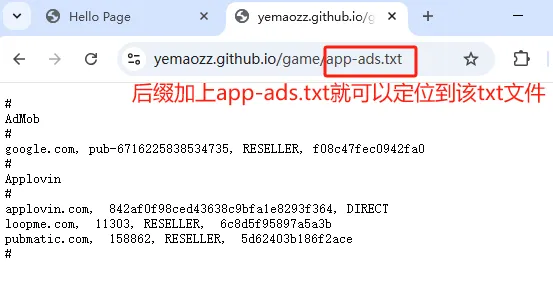 Hello Page
yemaozz.github.io/g
yemaozz.github.io/game/app-ads.txt
后缀加上app-ads.txt就可以定位到该txt文件
#
AdMob
#
google.com, pub-6716225838534735, RESELLER, f08c47fec0942fa0
#
Applovin
#
applovin.com, 842af0f98ced43638c9bfa1e8293f364, DIRECT
loopme.com, 11303, RESELLER, 6c8d5f95897a5a3b
pubmatic.com, 158862, RESELLER, 5d62403b186f2ace
#